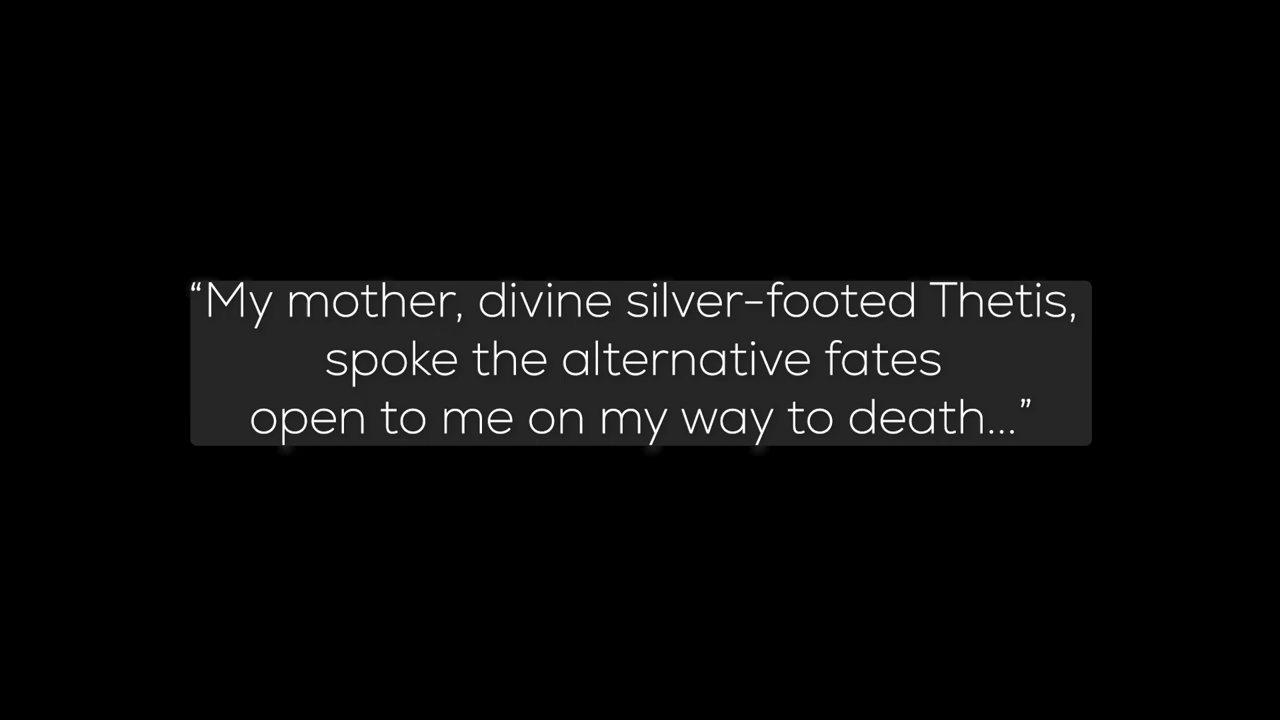 “My mother, divine silver-footed Thetis,
spoke the alternative fates
open to me on my way to death...”